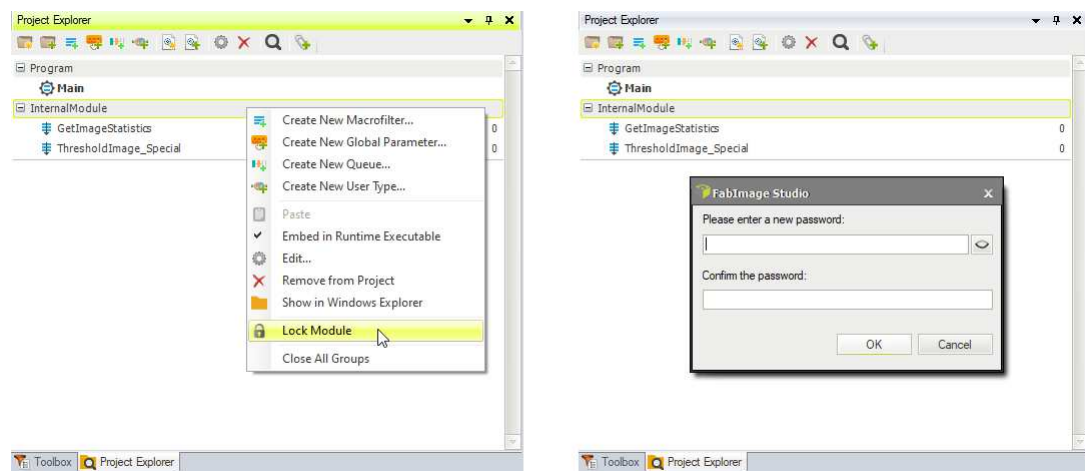 Project Explorer
Program
Main
InternalModule
GetImageStatistics 0
ThresholdImage_Special 0
Create New Macrofilter...
Create New Global Parameter...
Create New Queue...
Create New User Type...
Paste
Embed in Runtime Executable
Edit...
Remove from Project
Show in Windows Explorer
Lock Module
Close All Groups
Toolbox Project Explorer
Project Explorer
Program
Main
InternalModule
GetImageStatistics 0
ThresholdImage_Special 0
FabImage Studio
Please enter a new password:
Confirm the password:
OK Cancel
Toolbox Project Explorer